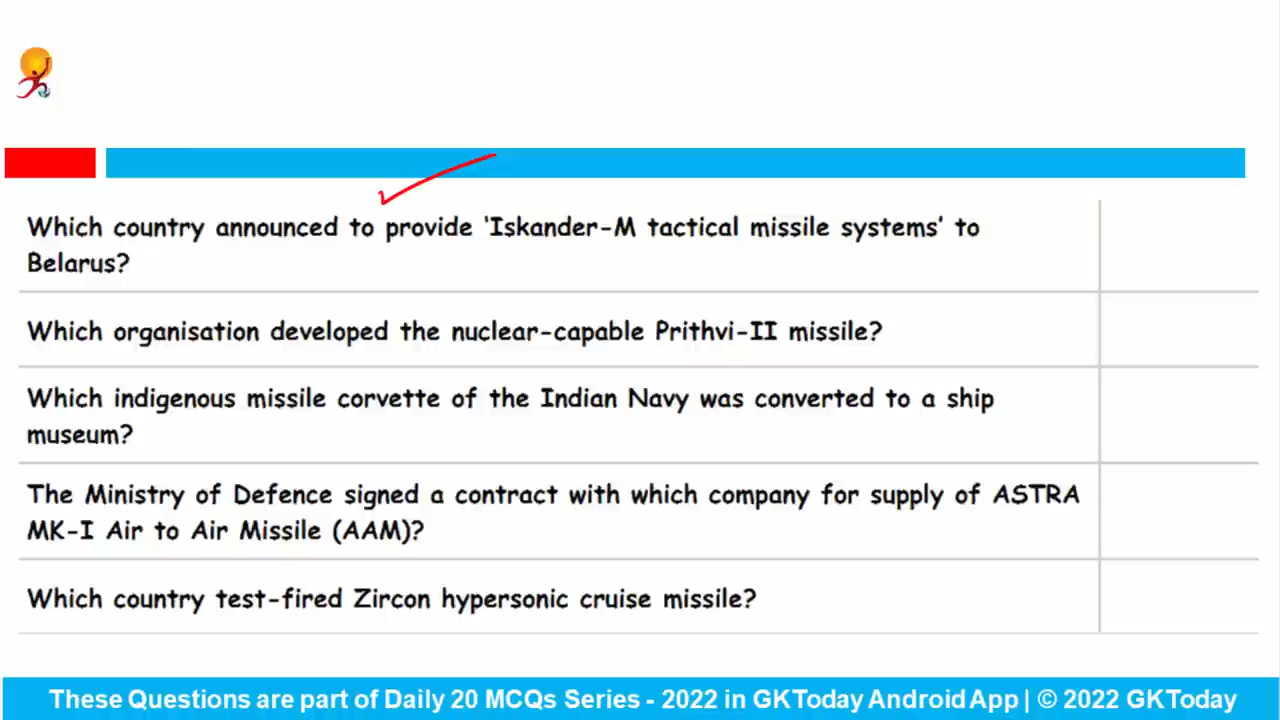 Which country announced to provide 'Iskander-M tactical missile systems' to
Belarus?
Which organisation developed the nuclear-capable Prithvi-II missile?
Which indigenous missile corvette of the Indian Navy was converted to a ship
museum?
The Ministry of Defence signed a contract with which company for supply of ASTRA
MK-I Air to Air Missile (AAM)?
Which country test-fired Zircon hypersonic cruise missile?
These Questions are part of Daily 20 MCQs Series - 2022 in GKToday Android App | © 2022 GKToday